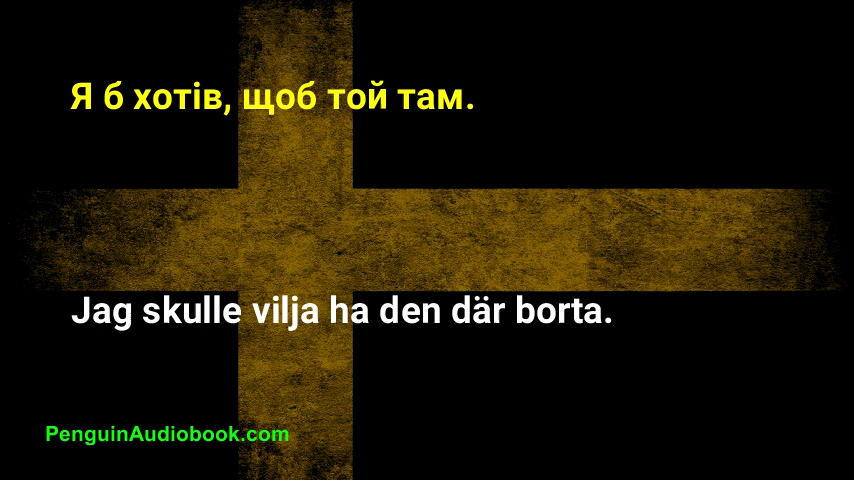 Я б хотів, щоб той там.
Jag skulle vilja ha den där borta.
PenguinAudiobook.com